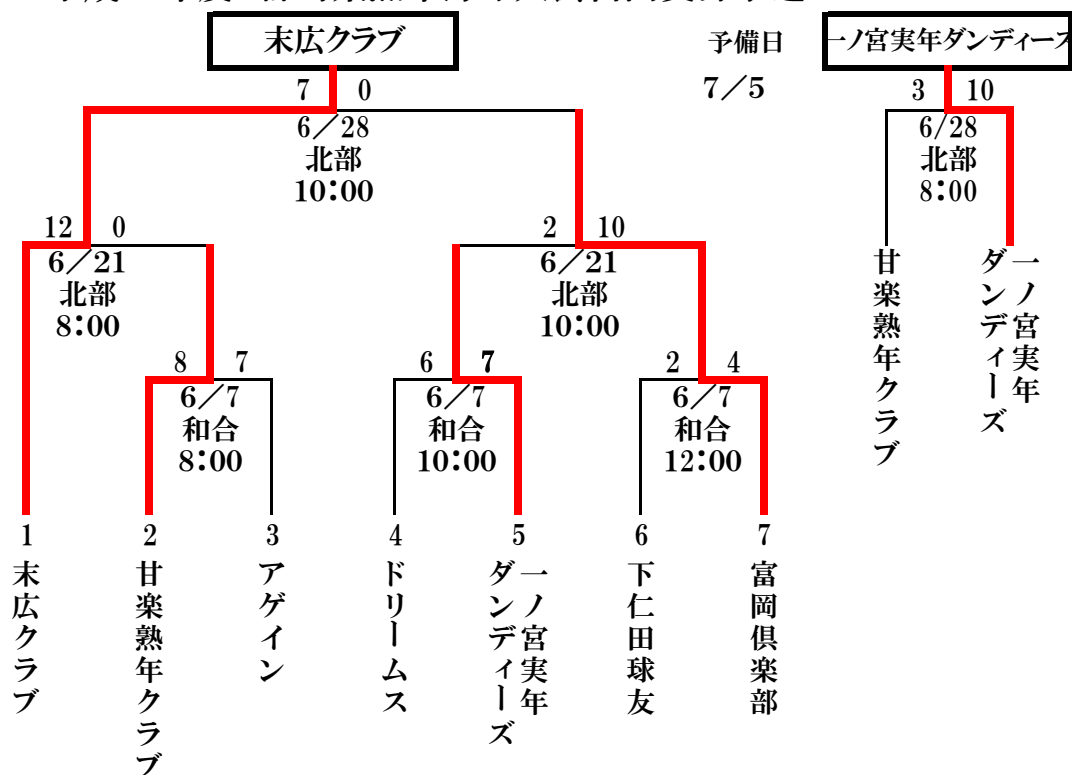 末広クラブ
予備日
7／5
一ノ宮実年ダンディーズ
7 0
6／28
北部
10:00
3 10
6/28
北部
8:00
甘楽熟年クラブ
一ノ宮実年
ダンディーズ
12 0
6／21
北部
8:00
2 10
6／21
北部
10:00
8 7
6／7
和合
8:00
6 7
6／7
和合
10:00
2 4
6／7
和合
12:00
1
末広クラブ
2
甘楽熟年クラブ
3
アゲイン
4
ドリームス
5
一ノ宮実年
ダンディーズ
6
下仁田球友
7
富岡倶楽部